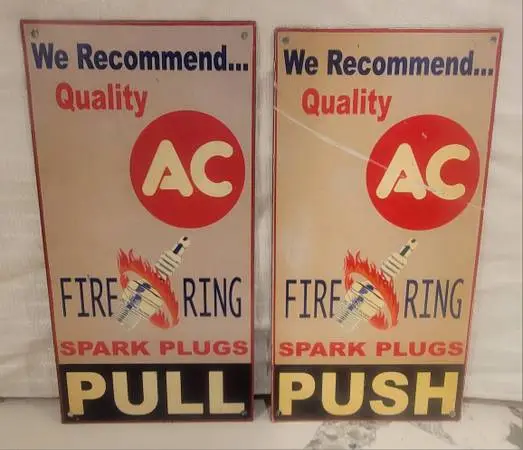 We Recommend...
Quality
AC
FIRE RING
SPARK PLUGS
PULL
We Recommend...
Quality
AC
FIRE RING
SPARK PLUGS
PUSH